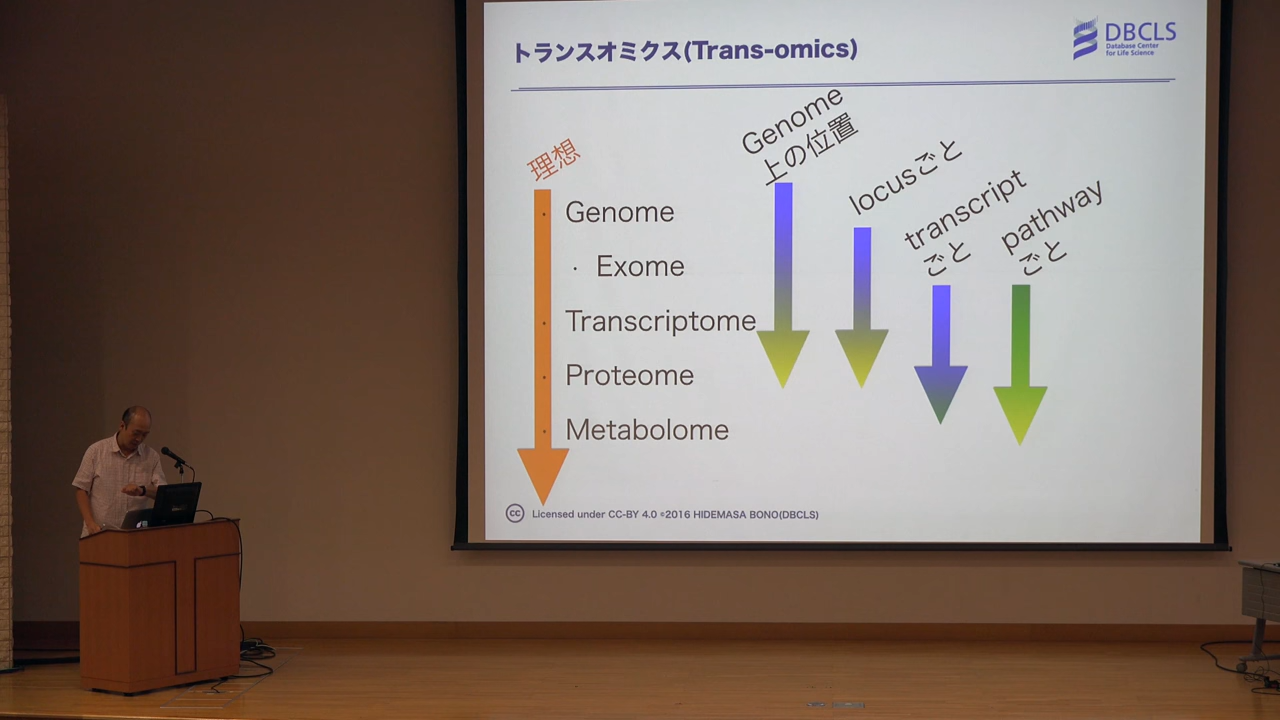 トランスオミクス(Trans-omics)
DBCLS
Database Center
for Life Science
理想
Genome
上の位置
locusごと
transcript
ごと
pathway
ごと
Genome
・ Exome
Transcriptome
Proteome
Metabolome
cc Licensed under CC-BY 4.0 ©2016 HIDEMASA BONO(DBCLS)